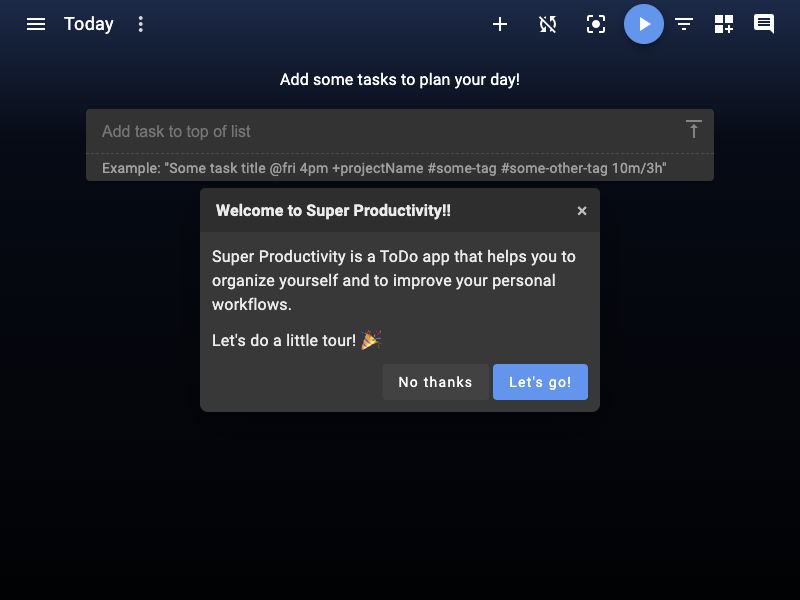 Today
Add some tasks to plan your day!
Add task to top of list
Example: "Some task title @fri 4pm +projectName #some-tag #some-other-tag 10m/3h"
Welcome to Super Productivity!!
×
Super Productivity is a ToDo app that helps you to
organize yourself and to improve your personal
workflows.
Let's do a little tour! 🎉
No thanks
Let's go!